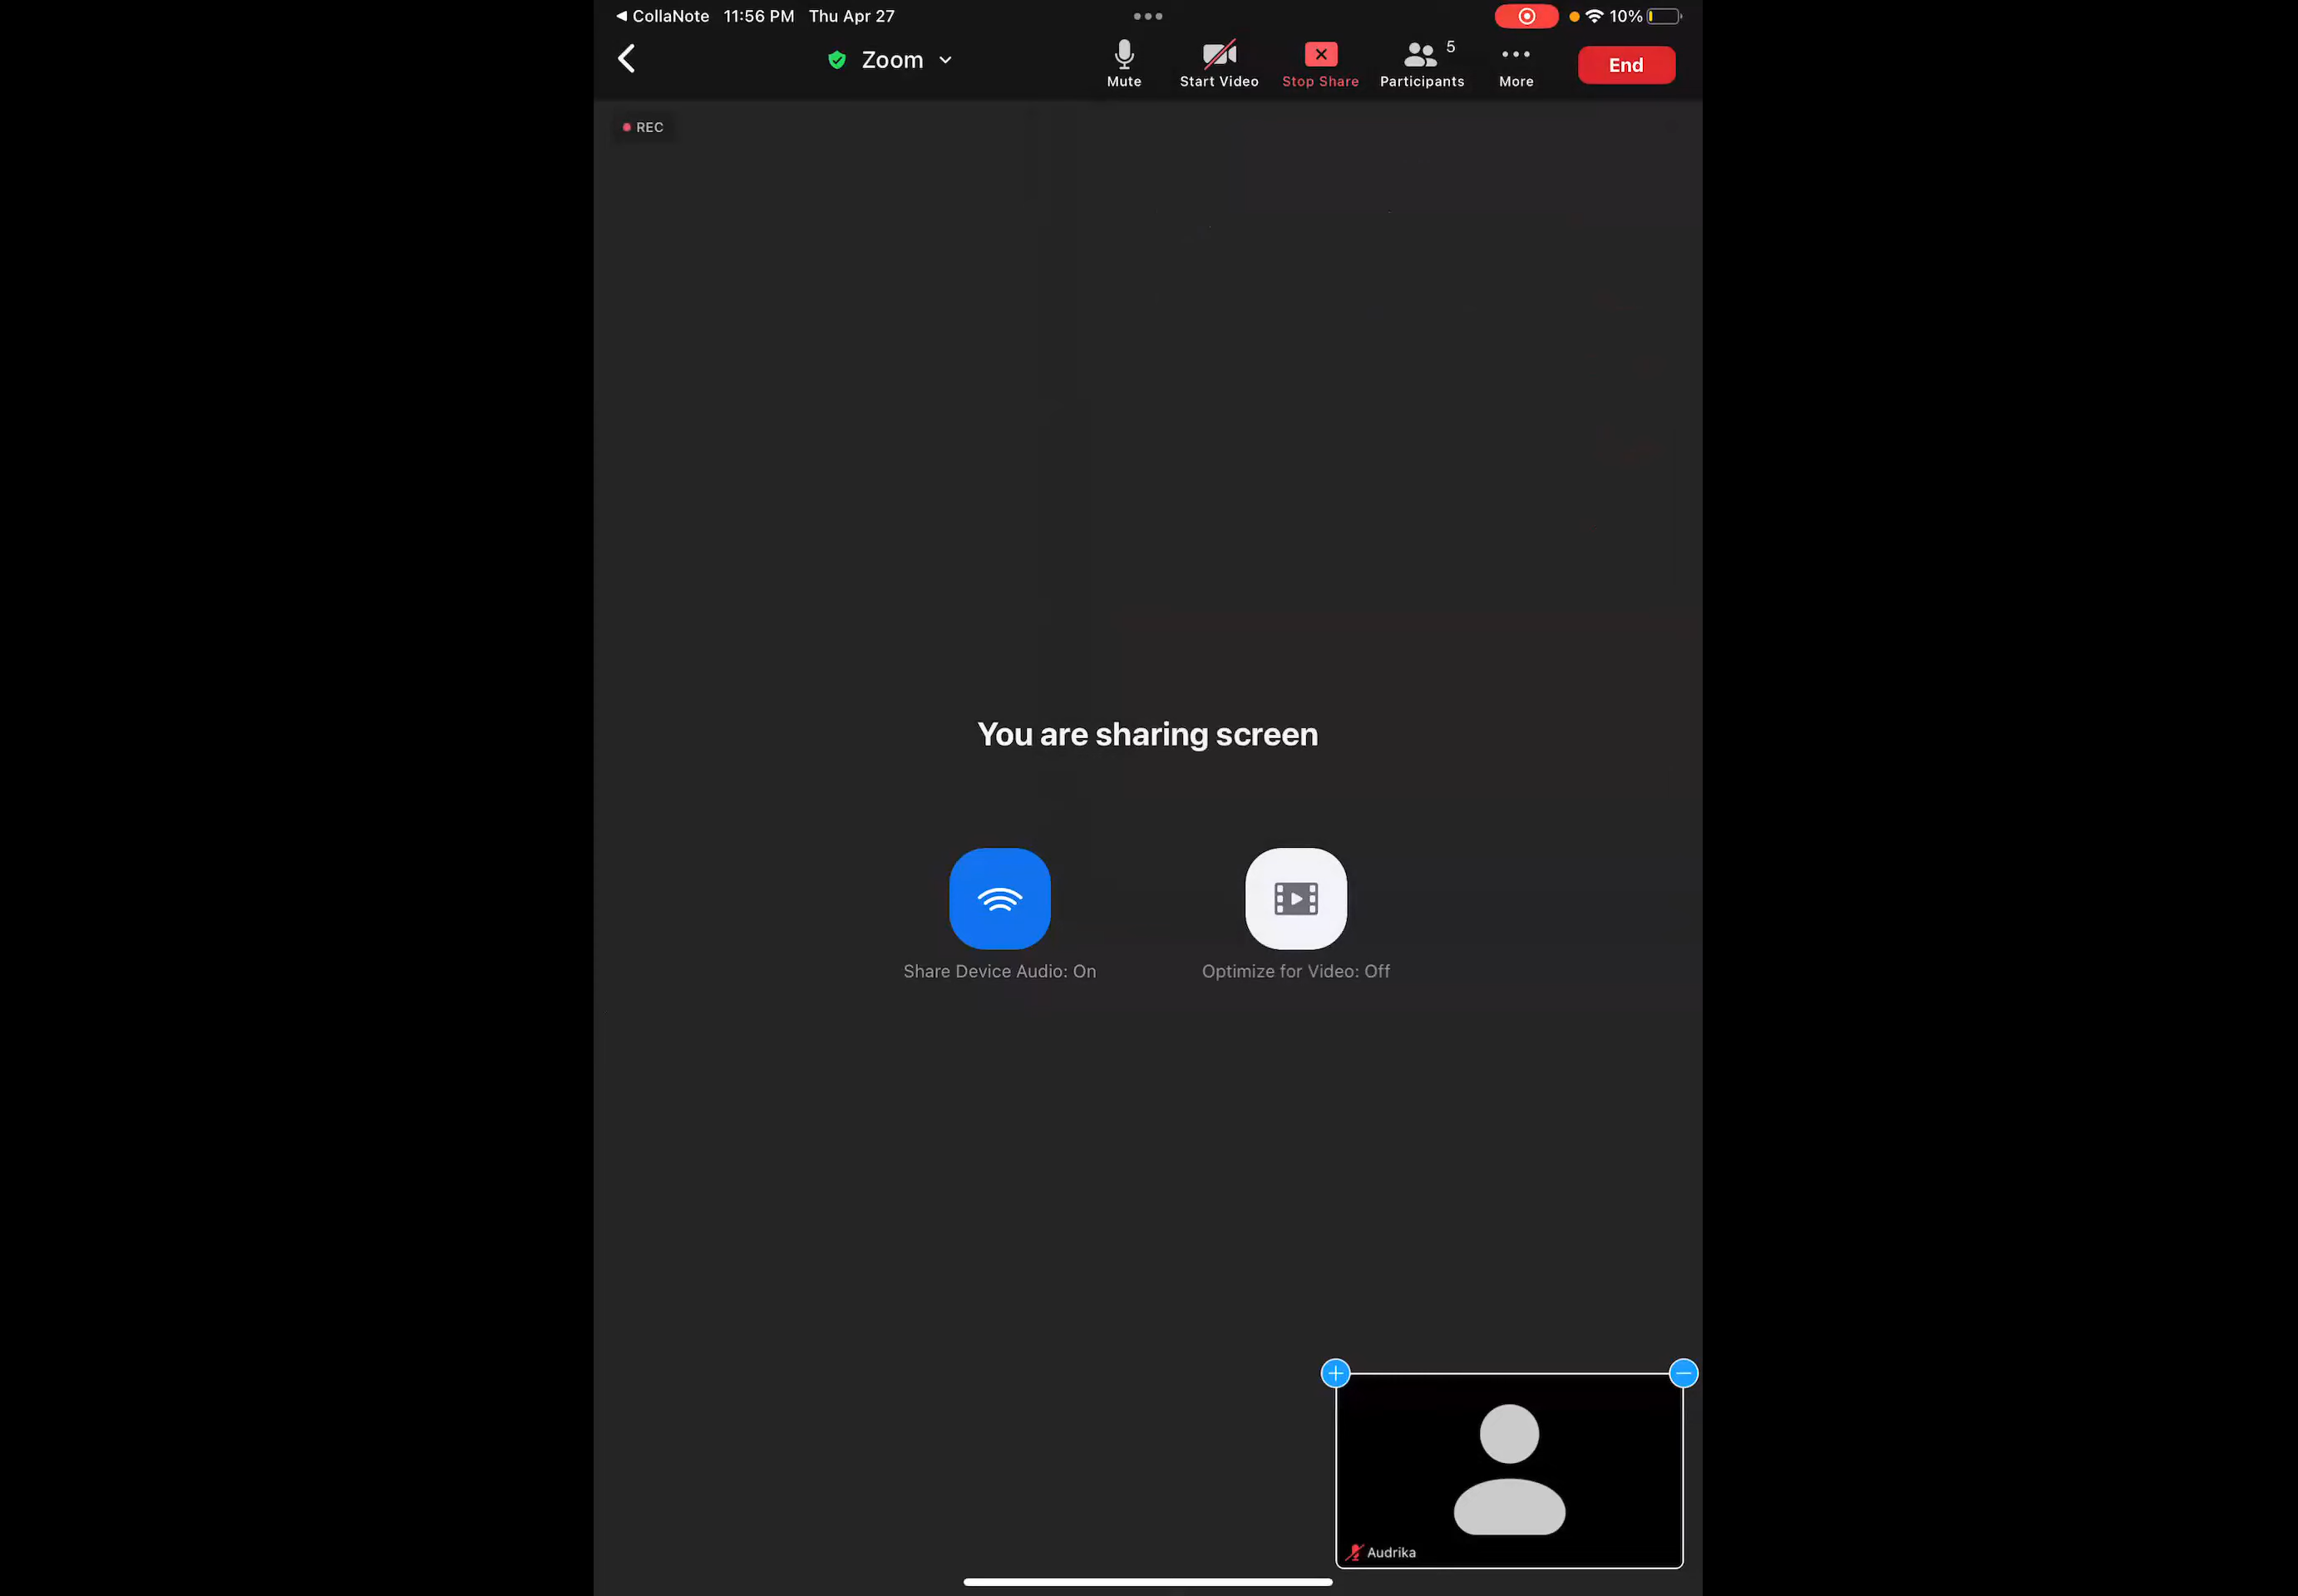 CollaNote 11:56 PM Thu Apr 27 10%
Zoom
5
Mute Start Video Stop Share Participants More End
REC
You are sharing screen
Share Device Audio: On Optimize for Video: Off
Audrika